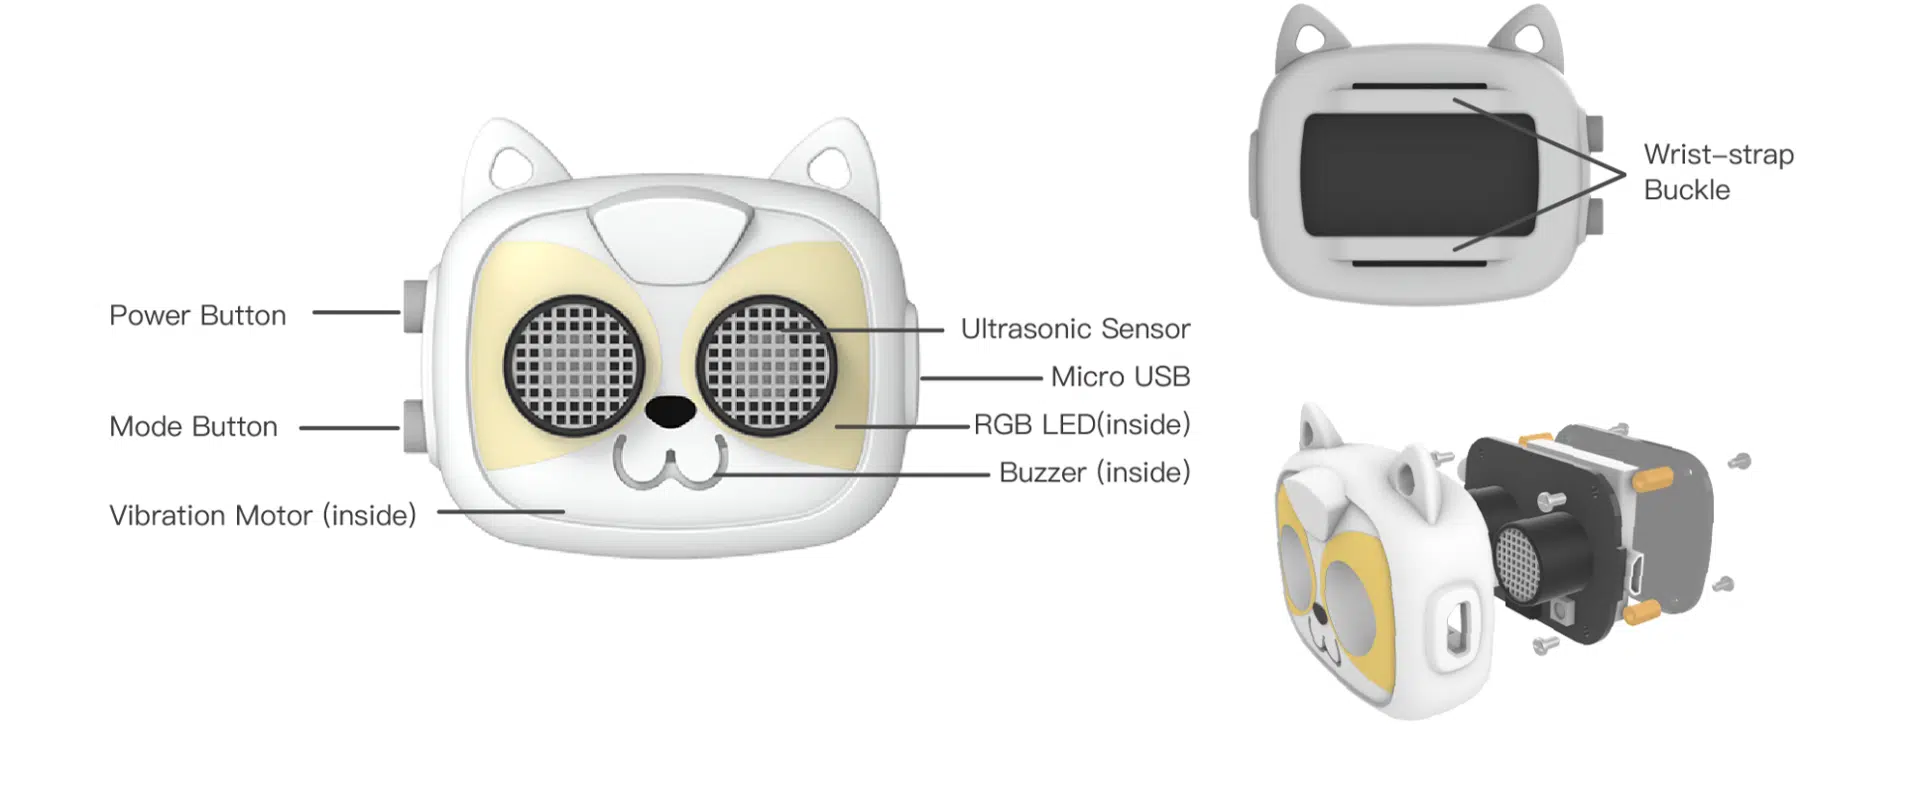 Power Button
Mode Button
Vibration Motor (inside)
Ultrasonic Sensor
Micro USB
RGB LED(inside)
Buzzer (inside)
Wrist-strap
Buckle